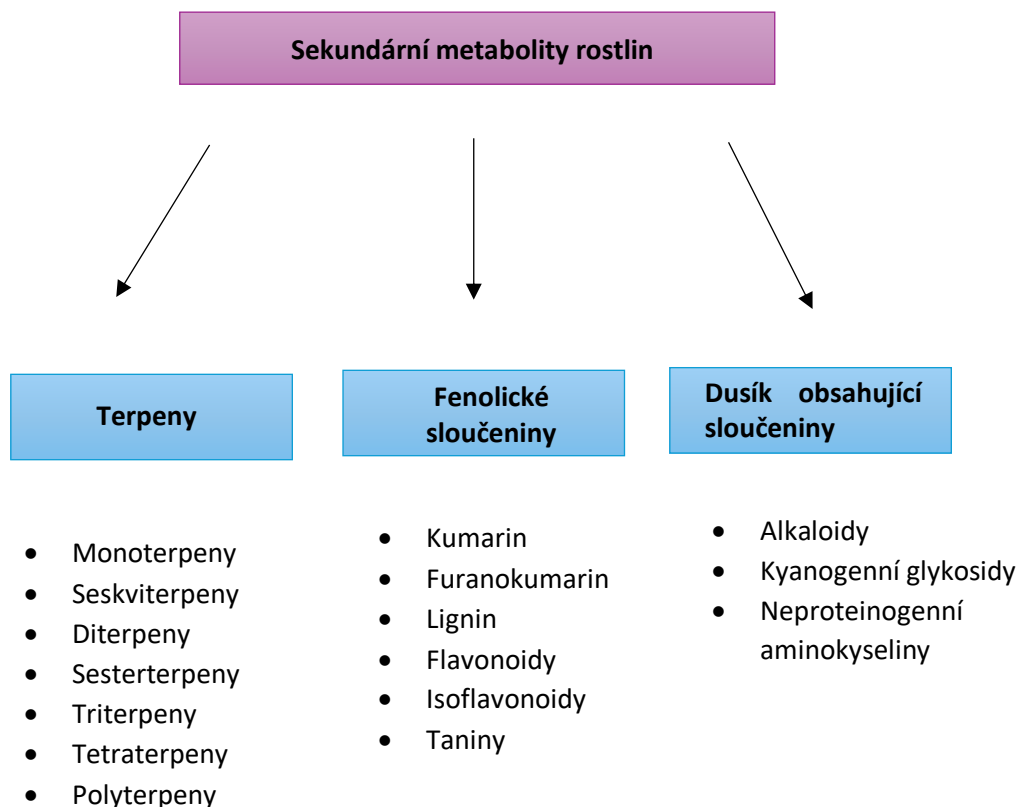 Sekundární metabolity rostlin
Terpeny
Fenolické
sloučeniny
Dusík obsahující
sloučeniny
• Monoterpeny
• Seskviterpeny
• Diterpeny
• Sesterterpeny
• Triterpeny
• Tetraterpeny
• Polyterpeny
• Kumarin
• Furanokumarin
• Lignin
• Flavonoidy
• Isoflavonoidy
• Taniny
• Alkaloidy
• Kyanogenní glykosidy
• Neproteinogenní
aminokyseliny